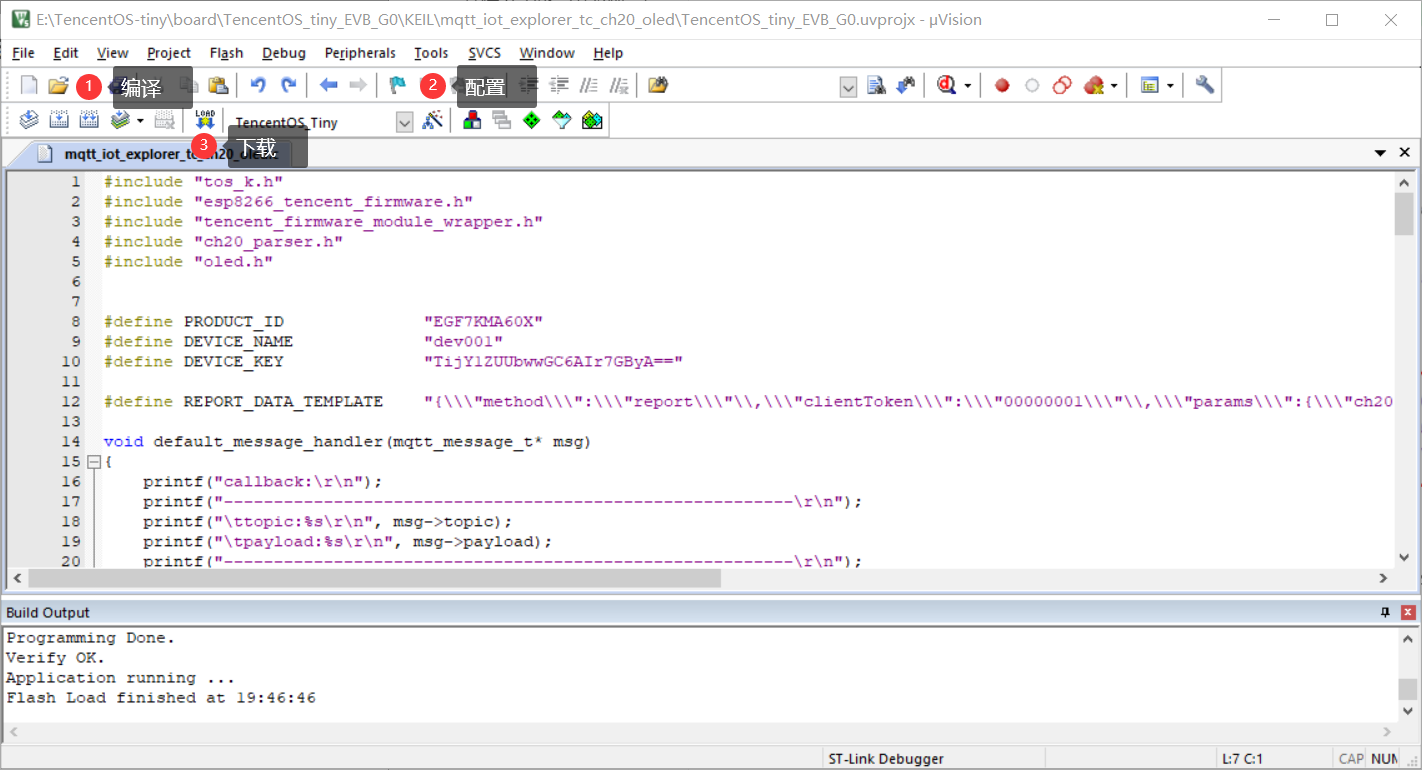 E:\TencentOS-tiny\board\TencentOS_tiny_EVB_G0\KEIL\mqtt_iot_explorer_tc_ch20_oled\TencentOS_tiny_EVB_G0.uvprojx - µVision
File Edit View Project Flash Debug Peripherals Tools SVCS Window Help
1 编译 2 配置
LOAD TencentOS_Tiny
3 下载
mqtt_iot_explorer_tc_ch20_oled.c
1 #include "tos_k.h"
2 #include "esp8266_tencent_firmware.h"
3 #include "tencent_firmware_module_wrapper.h"
4 #include "ch20_parser.h"
5 #include "oled.h"
6
7
8 #define PRODUCT_ID "EGF7KMA60X"
9 #define DEVICE_NAME "dev001"
10 #define DEVICE_KEY "TijY1ZUUbwwGC6AIr7GByA=="
11
12 #define REPORT_DATA_TEMPLATE "{\\\"method\\\":\\\"report\\\"\\,\\\"clientToken\\\":\\\"00000001\\\"\\,\\\"params\\\":{\\\"ch20
13
14 void default_message_handler(mqtt_message_t* msg)
15 {
16 printf("callback:\r\n");
17 printf("---------------------------------------------------------\r\n");
18 printf("\ttopic:%s\r\n", msg->topic);
19 printf("\tpayload:%s\r\n", msg->payload);
20 printf("---------------------------------------------------------\r\n");
Build Output
Programming Done.
Verify OK.
Application running ...
Flash Load finished at 19:46:46
ST-Link Debugger L:7 C:1 CAP NUM